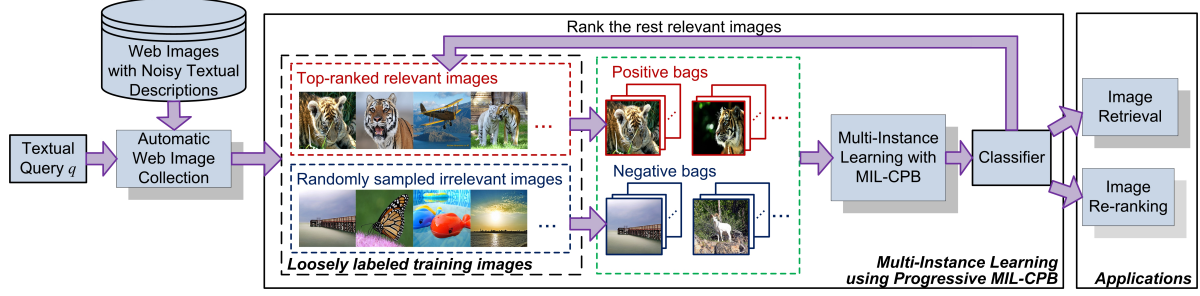 Rank the rest relevant images
Web Images
with Noisy Textual
Descriptions
Textual
Query q
Automatic
Web Image
Collection
Top-ranked relevant images
...
Randomly sampled irrelevant images
...
Loosely labeled training images
Positive bags
...
...
Negative bags
...
...
Multi-Instance
Learning with
MIL-CPB
Classifier
Multi-Instance Learning
using Progressive MIL-CPB
Image
Retrieval
Image
Re-ranking
Applications